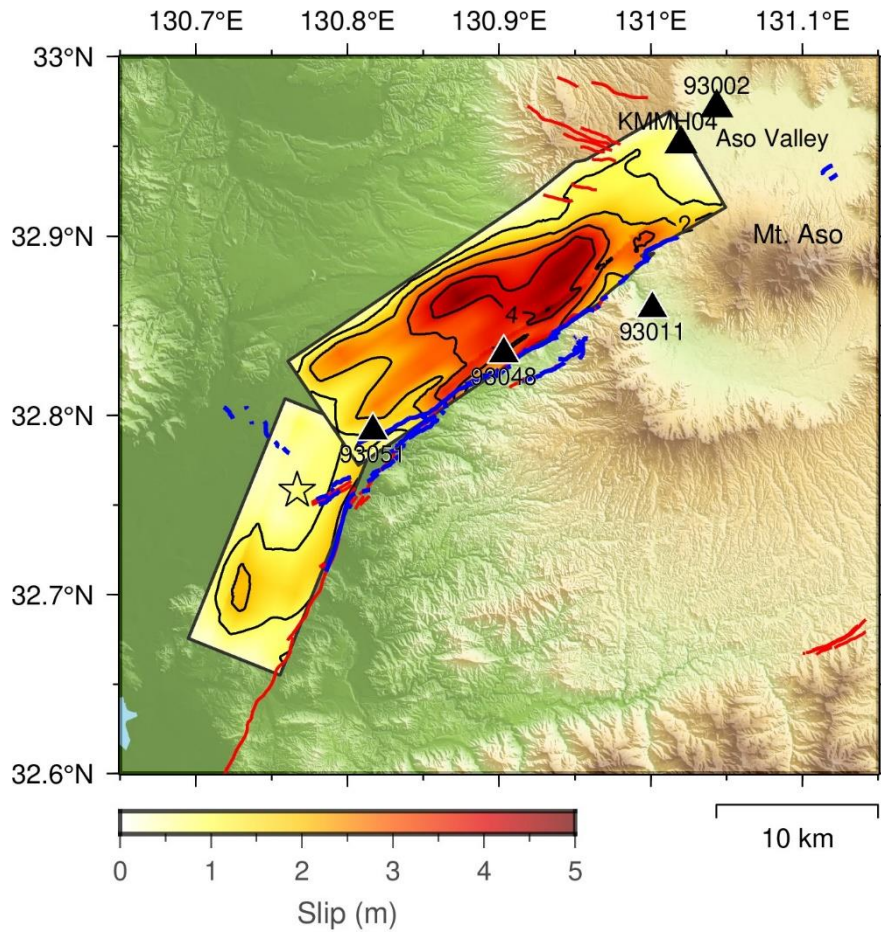 130.7°E 130.8°E 130.9°E 131°E 131.1°E
33°N
93002
KMMH04
Aso Valley
32.9°N
2
Mt. Aso
4
93011
93048
32.8°N
93051
32.7°N
32.6°N
0 1 2 3 4 5
Slip (m)
10 km